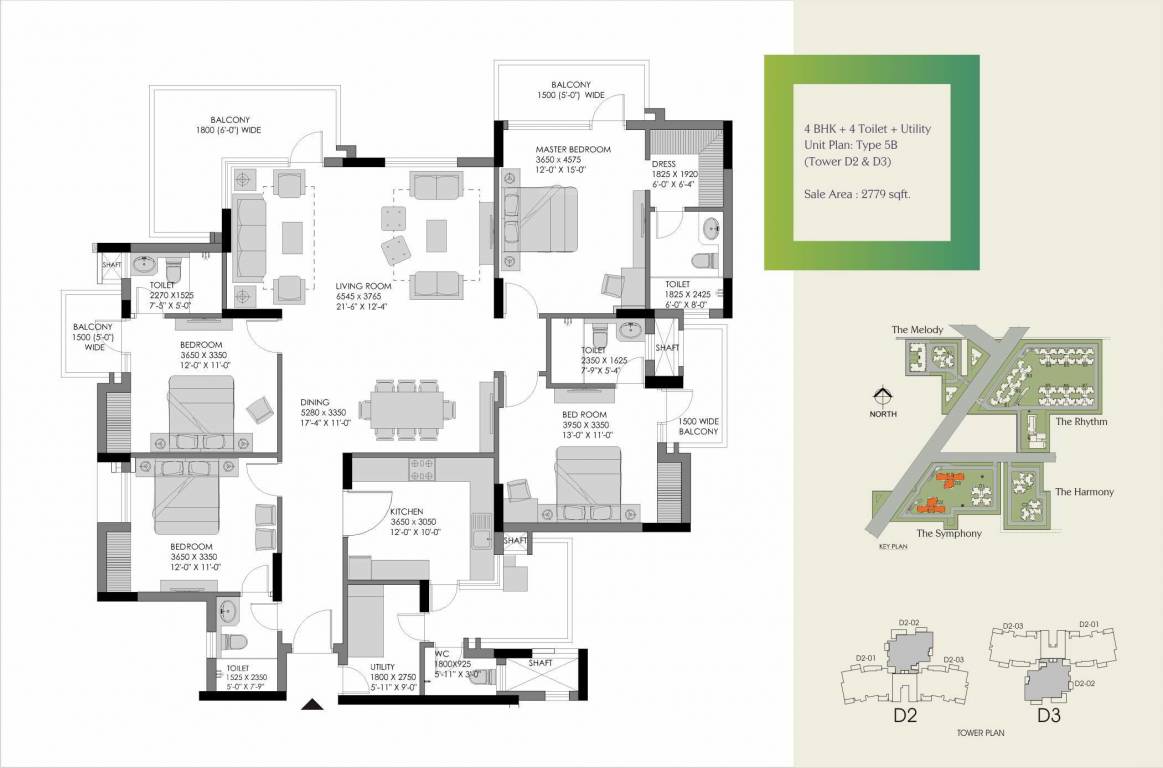 BALCONY
1800 (6'-0") WIDE
BALCONY
1500 (5'-0") WIDE
MASTER BEDROOM
3650 x 4575
12'-0" X 15'-0"
DRESS
1825 X 1920
6'-0" X 6'-4"
SHAFT
TOILET
2270 X1525
7'-5" X 5'-0"
LIVING ROOM
6545 x 3765
21'-6" X 12'-4"
TOILET
1825 X 2425
6'-0" X 8'-0"
BALCONY
1500 (5'-0")
WIDE
BEDROOM
3650 X 3350
12'-0" X 11'-0"
TOILET
2350 X 1625
7'-9"X 5'-4"
SHAFT
DINING
5280 x 3350
17'-4" X 11'-0"
BED ROOM
3950 X 3350
13'-0" X 11'-0"
1500 WIDE
BALCONY
KITCHEN
3650 x 3050
12'-0" X 10'-0"
SHAFT
BEDROOM
3650 X 3350
12'-0" X 11'-0"
TOILET
1525 X 2350
5'-0" X 7'-9"
UTILITY
1800 X 2750
5'-11" X 9'-0"
WC
1800X925
5'-11" X 3'-0"
SHAFT
4 BHK + 4 Toilet + Utility
Unit Plan: Type 5B
(Tower D2 & D3)
Sale Area : 2779 sqft.
The Melody
NORTH
The Rhythm
The Harmony
The Symphony
KEY PLAN
D2-02
D2-01
D2-03
D2
D2-03
D2-01
D2-02
D3
TOWER PLAN